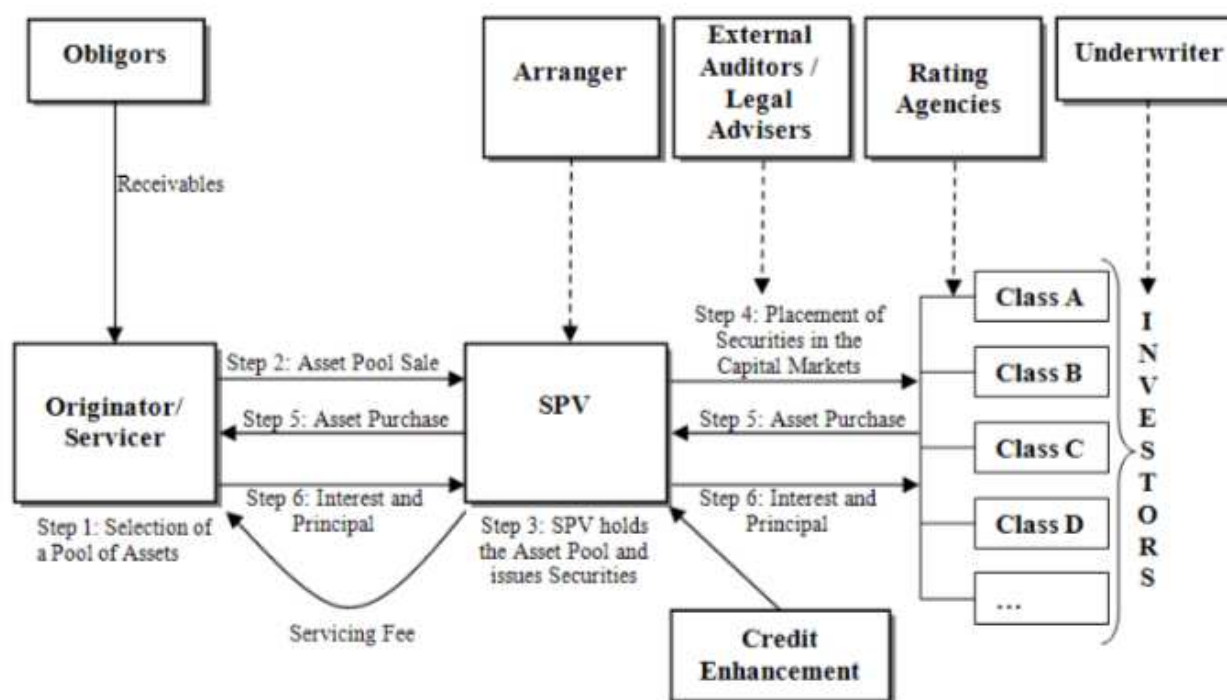 Obligors
Arranger
External
Auditors /
Legal
Advisers
Rating
Agencies
Underwriter
Receivables
Originator/
Servicer
Step 2: Asset Pool Sale
Step 5: Asset Purchase
Step 6: Interest and
Principal
Step 1: Selection of
a Pool of Assets
Servicing Fee
SPV
Step 3: SPV holds
the Asset Pool and
issues Securities
Step 4: Placement of
Securities in the
Capital Markets
Step 5: Asset Purchase
Step 6: Interest and
Principal
Credit
Enhancement
Class A
Class B
Class C
Class D
...
INVESTORS